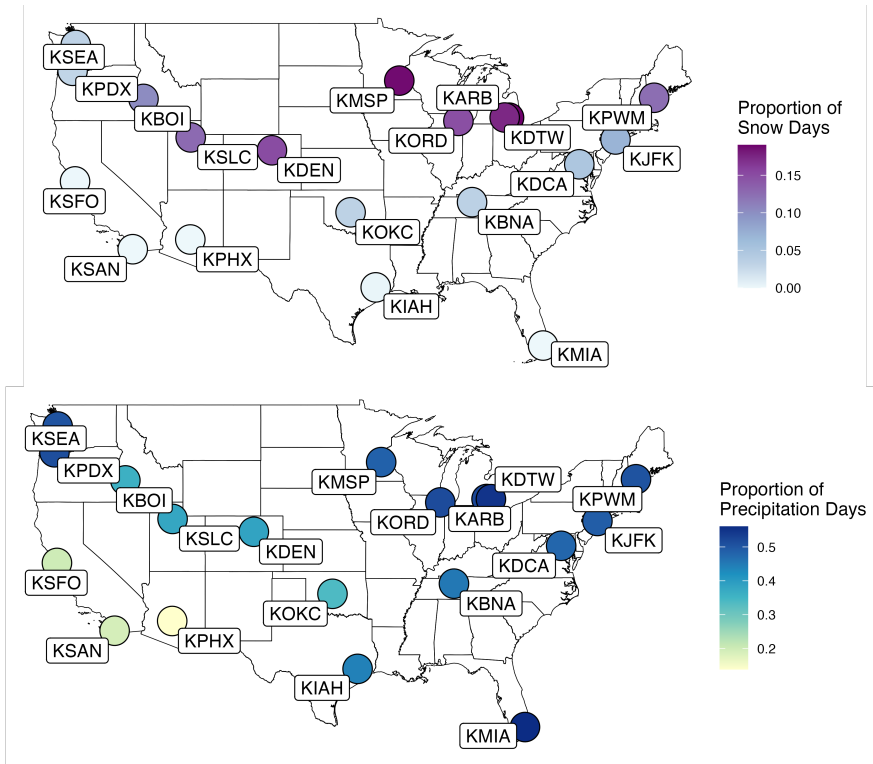 KSEA
KPDX
KBOI
KSLC
KDEN
KMSP
KARB
KORD
KDTW
KPWM
KJFK
KDCA
KBNA
KOKC
KSFO
KSAN
KPHX
KIAH
KMIA
Proportion of
Snow Days
0.15
0.10
0.05
0.00
KSEA
KPDX
KBOI
KSLC
KDEN
KMSP
KDTW
KORD
KARB
KPWM
KJFK
KDCA
KBNA
KOKC
KSFO
KSAN
KPHX
KIAH
KMIA
Proportion of
Precipitation Days
0.5
0.4
0.3
0.2